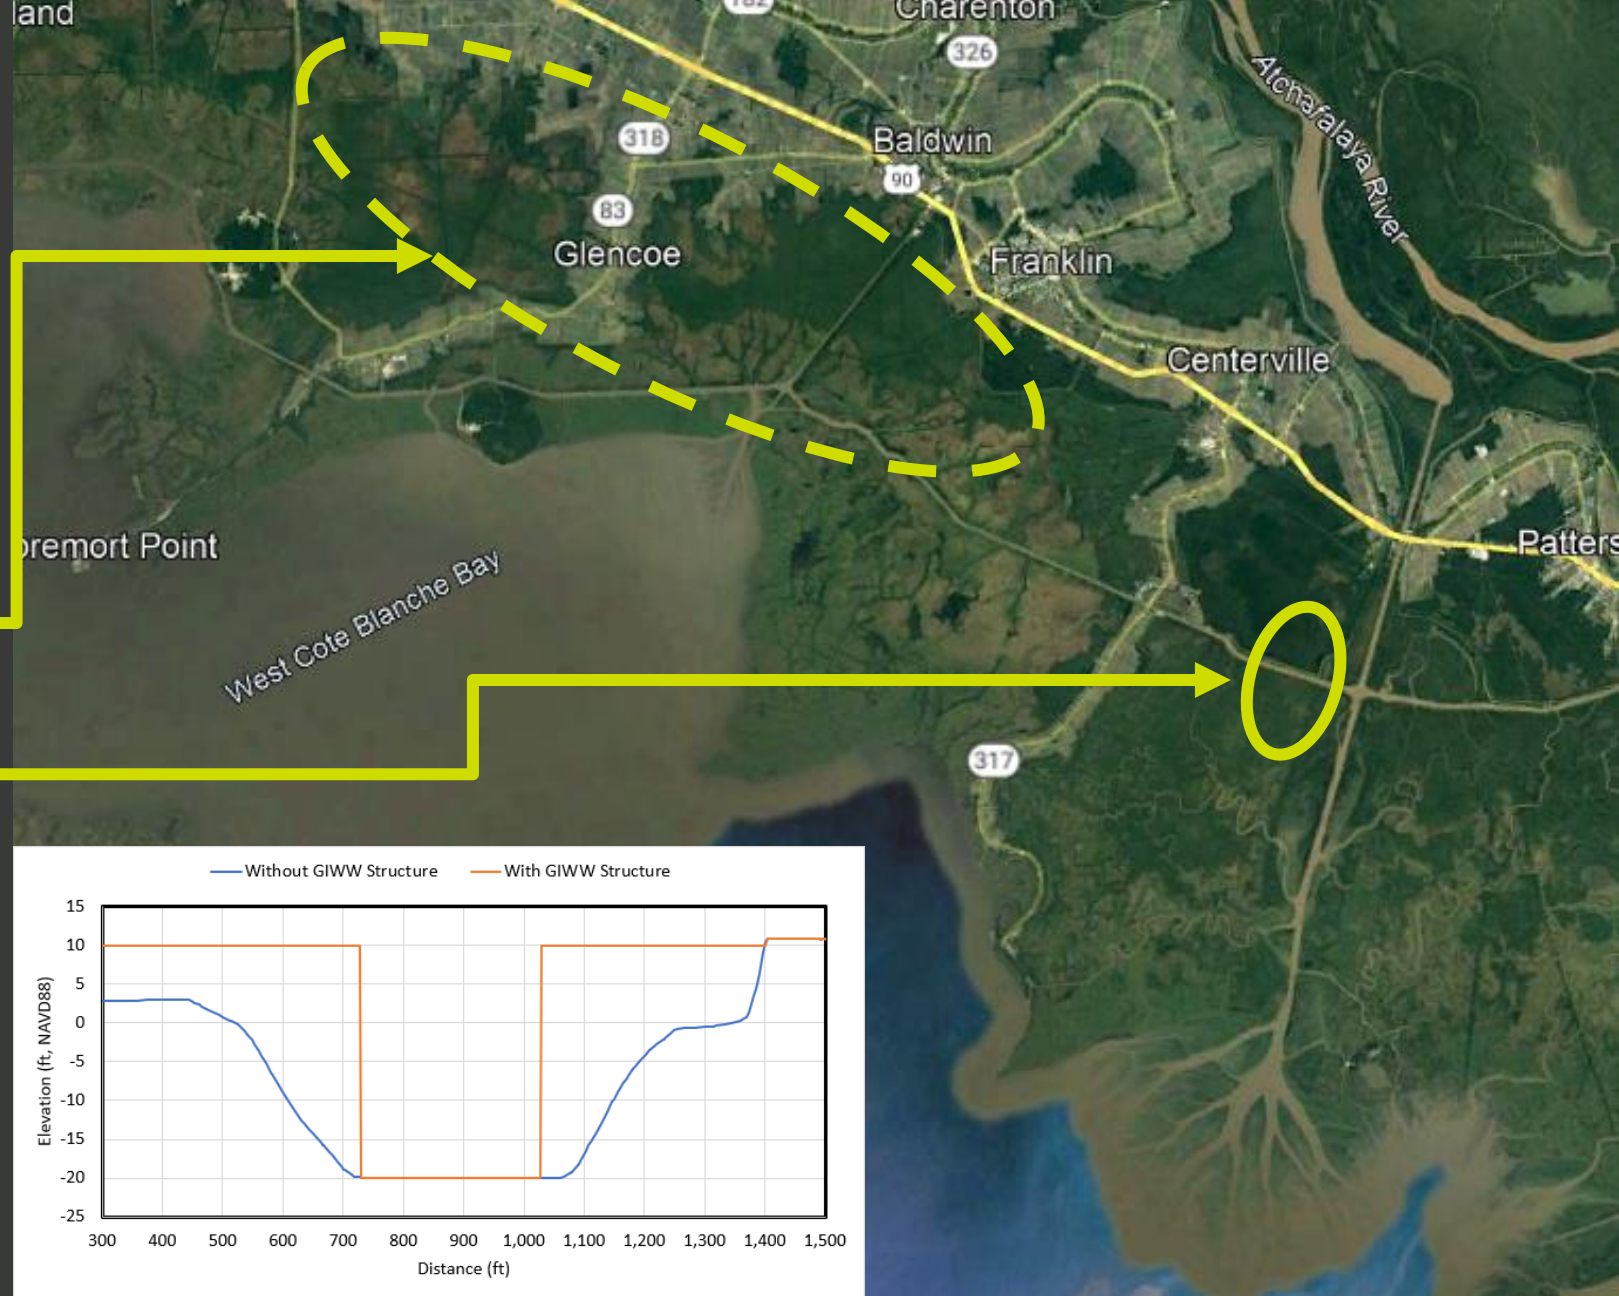 land
182
Charenton
326
Atchafalaya River
318
Baldwin
90
83
Glencoe
Franklin
Centerville
oremort Point
Patters
West Cote Blanche Bay
317
Without GIWW Structure
With GIWW Structure
15
10
5
0
-5
-10
-15
-20
-25
Elevation (ft, NAVD88)
300 400 500 600 700 800 900 1,000 1,100 1,200 1,300 1,400 1,500
Distance (ft)